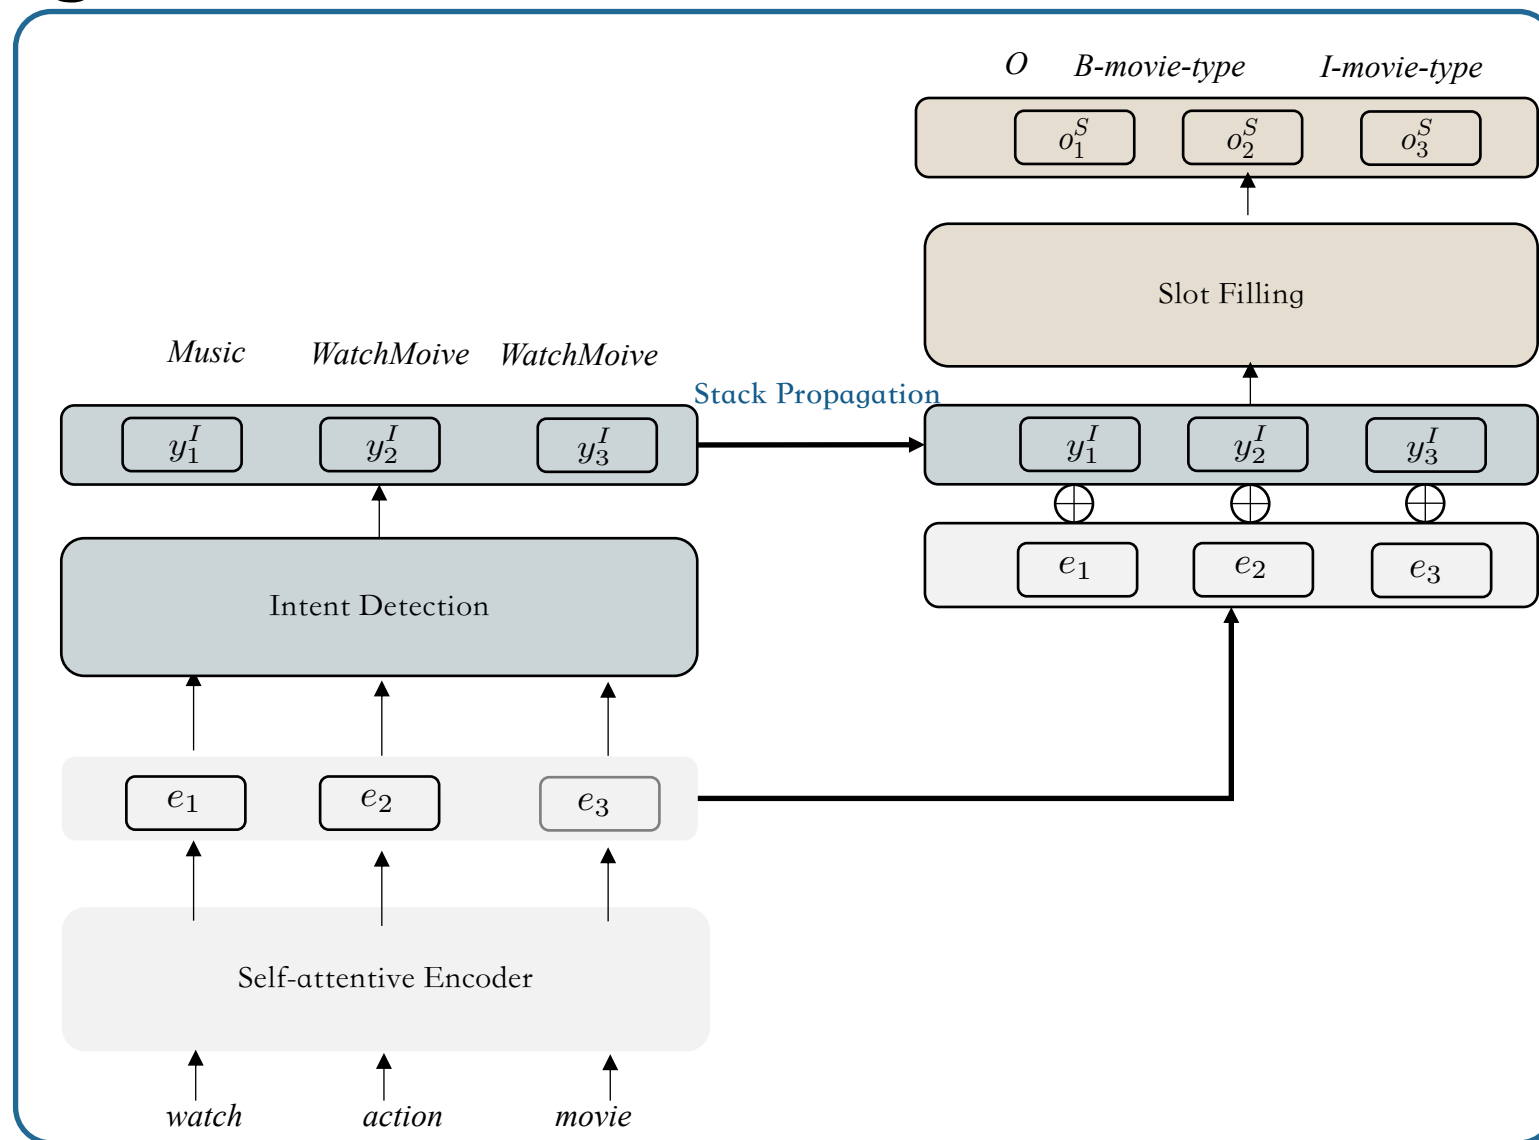 O B-movie-type I-movie-type
o_1^S o_2^S o_3^S
Slot Filling
Music WatchMoive WatchMoive
Stack Propagation
y_1^I y_2^I y_3^I
y_1^I y_2^I y_3^I
e_1 e_2 e_3
Intent Detection
e_1 e_2 e_3
Self-attentive Encoder
watch action movie